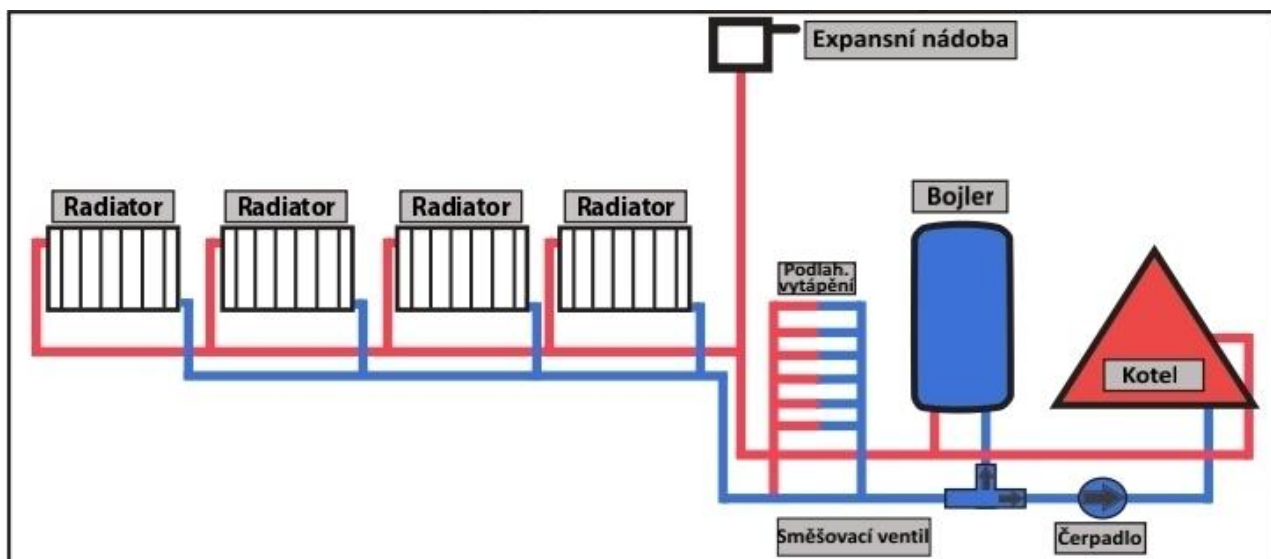 Expansní nádoba
Radiator
Radiator
Radiator
Radiator
Bojler
Podlah.
vytápění
Kotel
Směšovací ventil
Čerpadlo